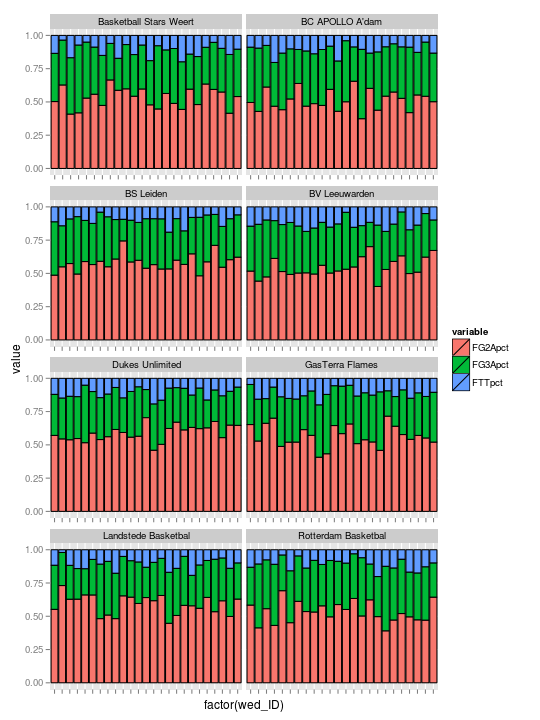 Basketball Stars Weert
BC APOLLO A'dam
1.00
0.75
0.50
0.25
0.00
BS Leiden
BV Leeuwarden
1.00
0.75
0.50
0.25
0.00
value
Dukes Unlimited
GasTerra Flames
1.00
0.75
0.50
0.25
0.00
Landstede Basketbal
Rotterdam Basketbal
1.00
0.75
0.50
0.25
0.00
factor(wed_ID)
variable
FG2Apct
FG3Apct
FTTpct